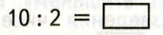 10 : 2 =